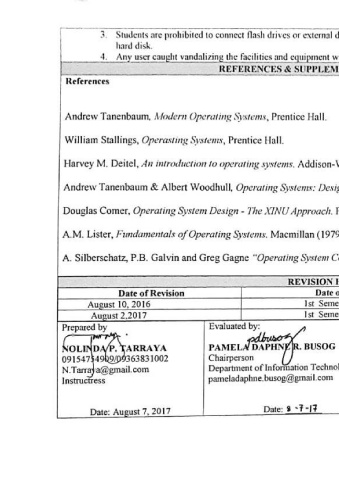 3. Students are prohibited to connect flash drives or external d
hard disk.
4. Any user caught vandalizing the facilities and equipment w
REFERENCES & SUPPLEM
References
Andrew Tanenbaum, Modern Operating Systems, Prentice Hall.
William Stallings, Operasting Systems, Prentice Hall.
Harvey M. Deitel, An introduction to operating systems. Addison-W
Andrew Tanenbaum & Albert Woodhull, Operating Systems: Desig
Douglas Comer, Operating System Design - The XINU Approach. P
A.M. Lister, Fundamentals of Operating Systems. Macmillan (1979
A. Silberschatz, P.B. Galvin and Greg Gagne "Operating System Co
REVISION H
Date of Revision
Date o
August 10, 2016
1st Seme
August 2,2017
1st Seme
Prepared by
NOLINDA P. TARRAYA
09154754909/09363831002
N.Tarraya@gmail.com
Instructress
Date: August 7, 2017
Evaluated by:
pdbusog
PAMELA DAPHNE R. BUSOG
Chairperson
Department of Information Technol
pameladaphne.busog@gmail.com
Date: 8 -7-17